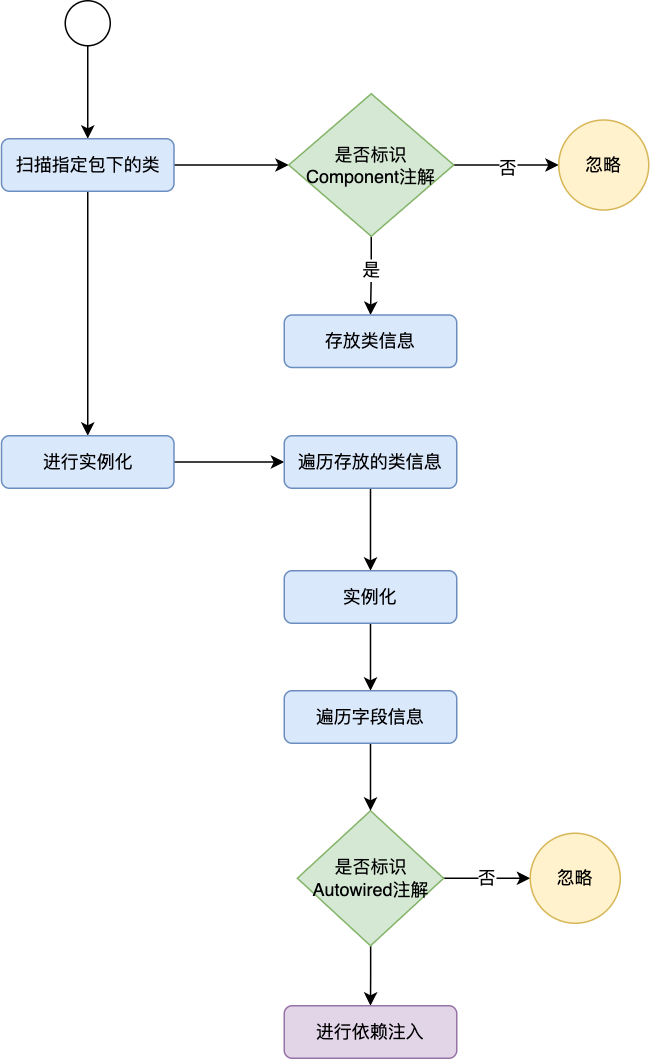 扫描指定包下的类
是否标识
Component注解
否
忽略
是
存放类信息
进行实例化
遍历存放的类信息
实例化
遍历字段信息
是否标识
Autowired注解
否
忽略
进行依赖注入